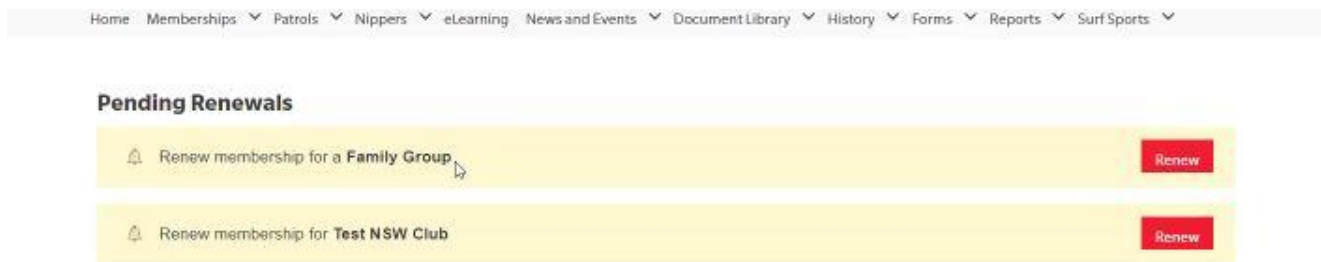 Home Memberships Patrols Nippers eLearning News and Events Document Library History Forms Reports Surf Sports
Pending Renewals
Renew membership for a Family Group
Renew
Renew membership for Test NSW Club
Renew